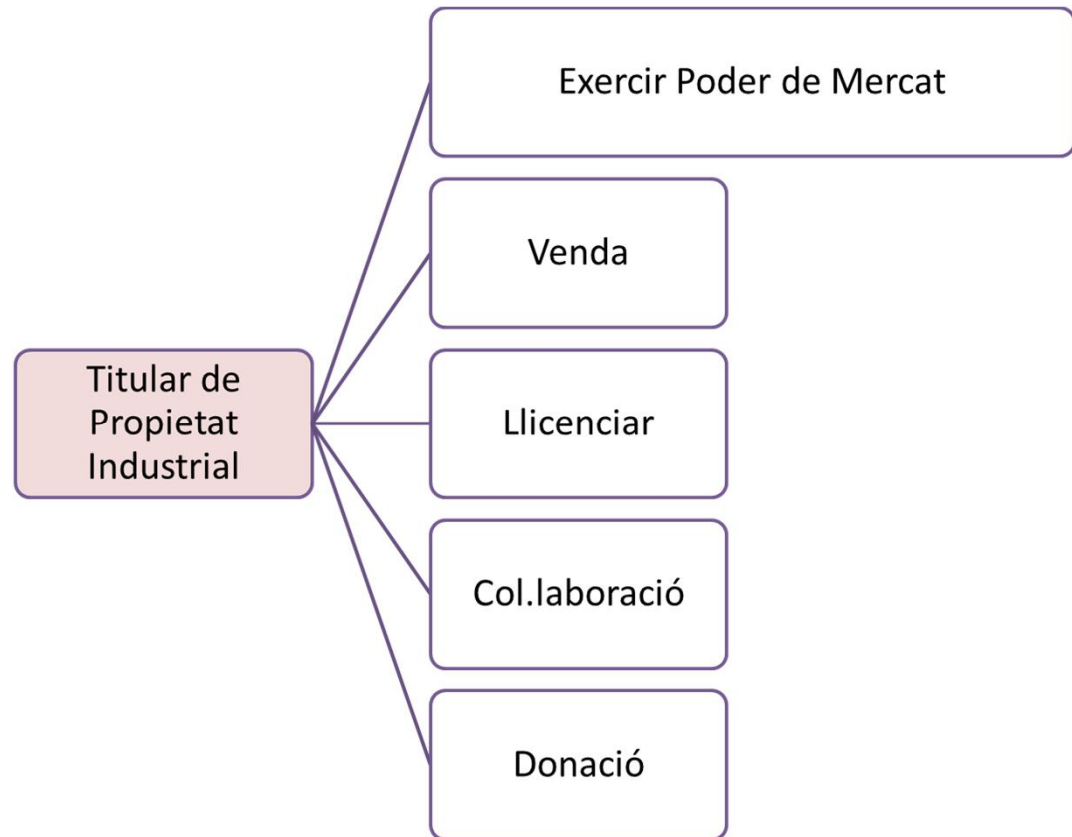 Exercir Poder de Mercat
Venda
Titular de
Propietat
Industrial
Llicenciar
Col.laboració
Donació